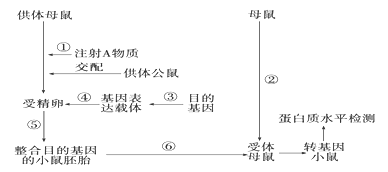 供体母鼠 母鼠
① 注射A物质
交配
供体公鼠 ②
受精卵 ④ 基因表达载体 ③ 目的基因
蛋白质水平检测
⑤
整合目的基因的小鼠胚胎 ⑥ 受体母鼠 转基因小鼠